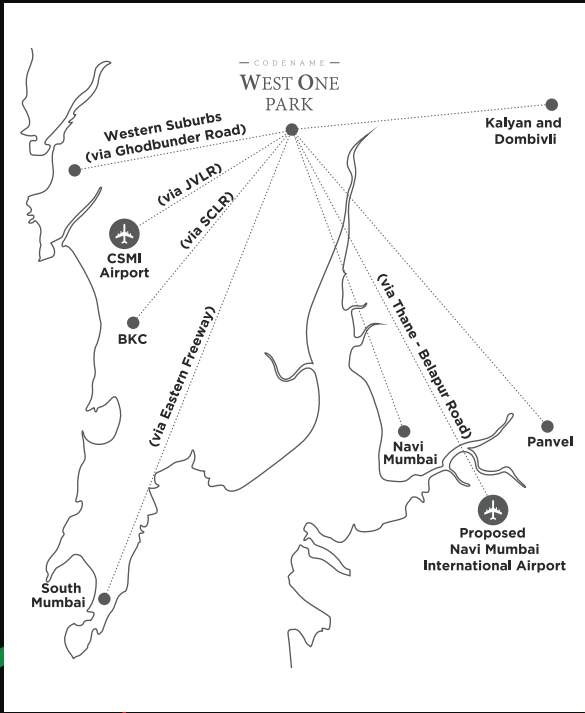 CODENAME
WEST ONE
PARK
Western Suburbs
(via Ghodbunder Road)
Kalyan and
Dombivli
(via JVLR)
(via SCLR)
CSMI
Airport
BKC
(via Eastern Freeway)
(via Thane - Belapur Road)
Navi
Mumbai
Panvel
Proposed
Navi Mumbai
International Airport
South
Mumbai